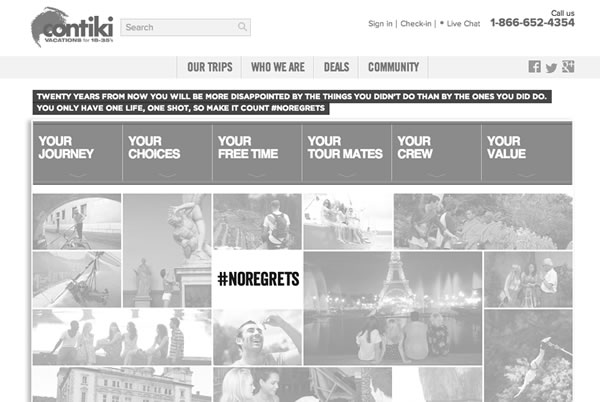 contiki
VACATIONS for 18-35's
Search
Call us
Sign in | Check-in | • Live Chat 1-866-652-4354
OUR TRIPS WHO WE ARE DEALS COMMUNITY
TWENTY YEARS FROM NOW YOU WILL BE MORE DISAPPOINTED BY THE THINGS YOU DIDN'T DO THAN BY THE ONES YOU DID DO.
YOU ONLY HAVE ONE LIFE, ONE SHOT, SO MAKE IT COUNT #NOREGRETS
YOUR JOURNEY
YOUR CHOICES
YOUR FREE TIME
YOUR TOUR MATES
YOUR CREW
YOUR VALUE
#NOREGRETS